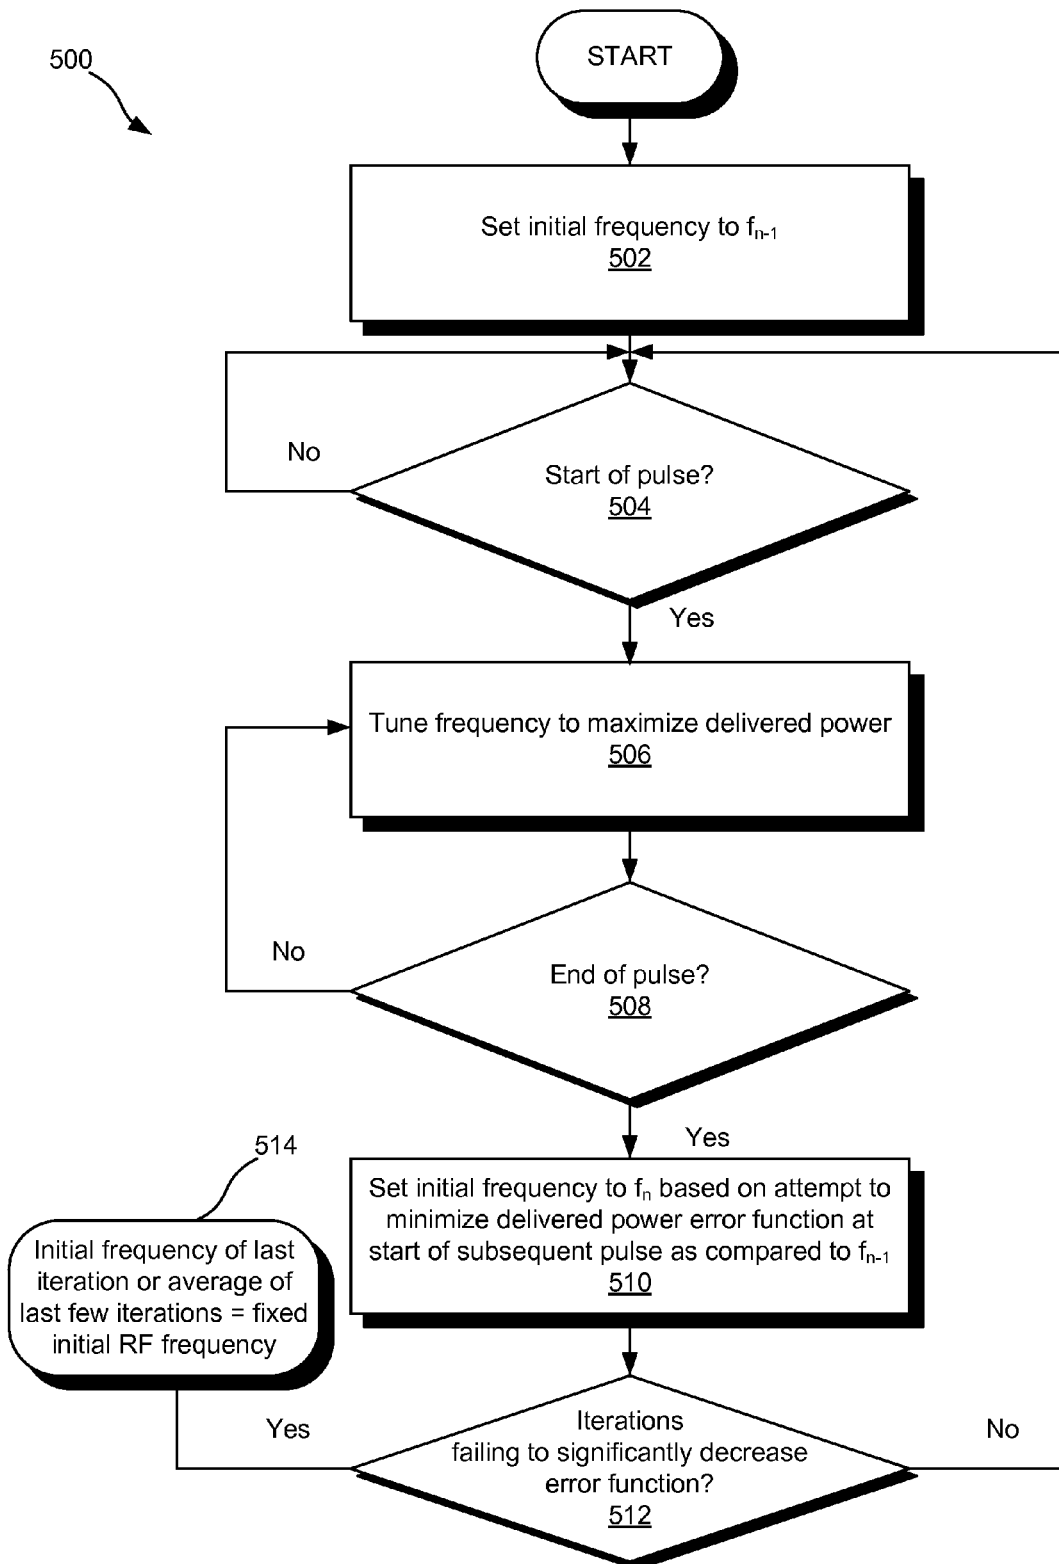 500
START
Set initial frequency to fn-1
502
No
Start of pulse?
504
Yes
Tune frequency to maximize delivered power
506
No
End of pulse?
508
Yes
514
Set initial frequency to fn based on attempt to
minimize delivered power error function at
start of subsequent pulse as compared to fn-1
510
Initial frequency of last
iteration or average of
last few iterations = fixed
initial RF frequency
Yes
Iterations
failing to significantly decrease
error function?
512
No